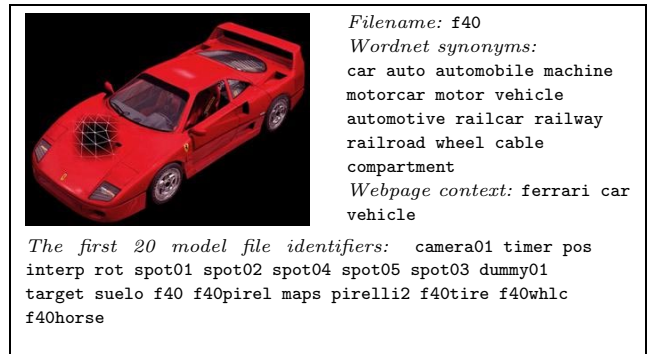 Filename: f40
Wordnet synonyms:
car auto automobile machine
motorcar motor vehicle
automotive railcar railway
railroad wheel cable
compartment
Webpage context: ferrari car
vehicle
The first 20 model file identifiers: camera01 timer pos
interp rot spot01 spot02 spot04 spot05 spot03 dummy01
target suelo f40 f40pirel maps pirelli2 f40tire f40whlc
f40horse